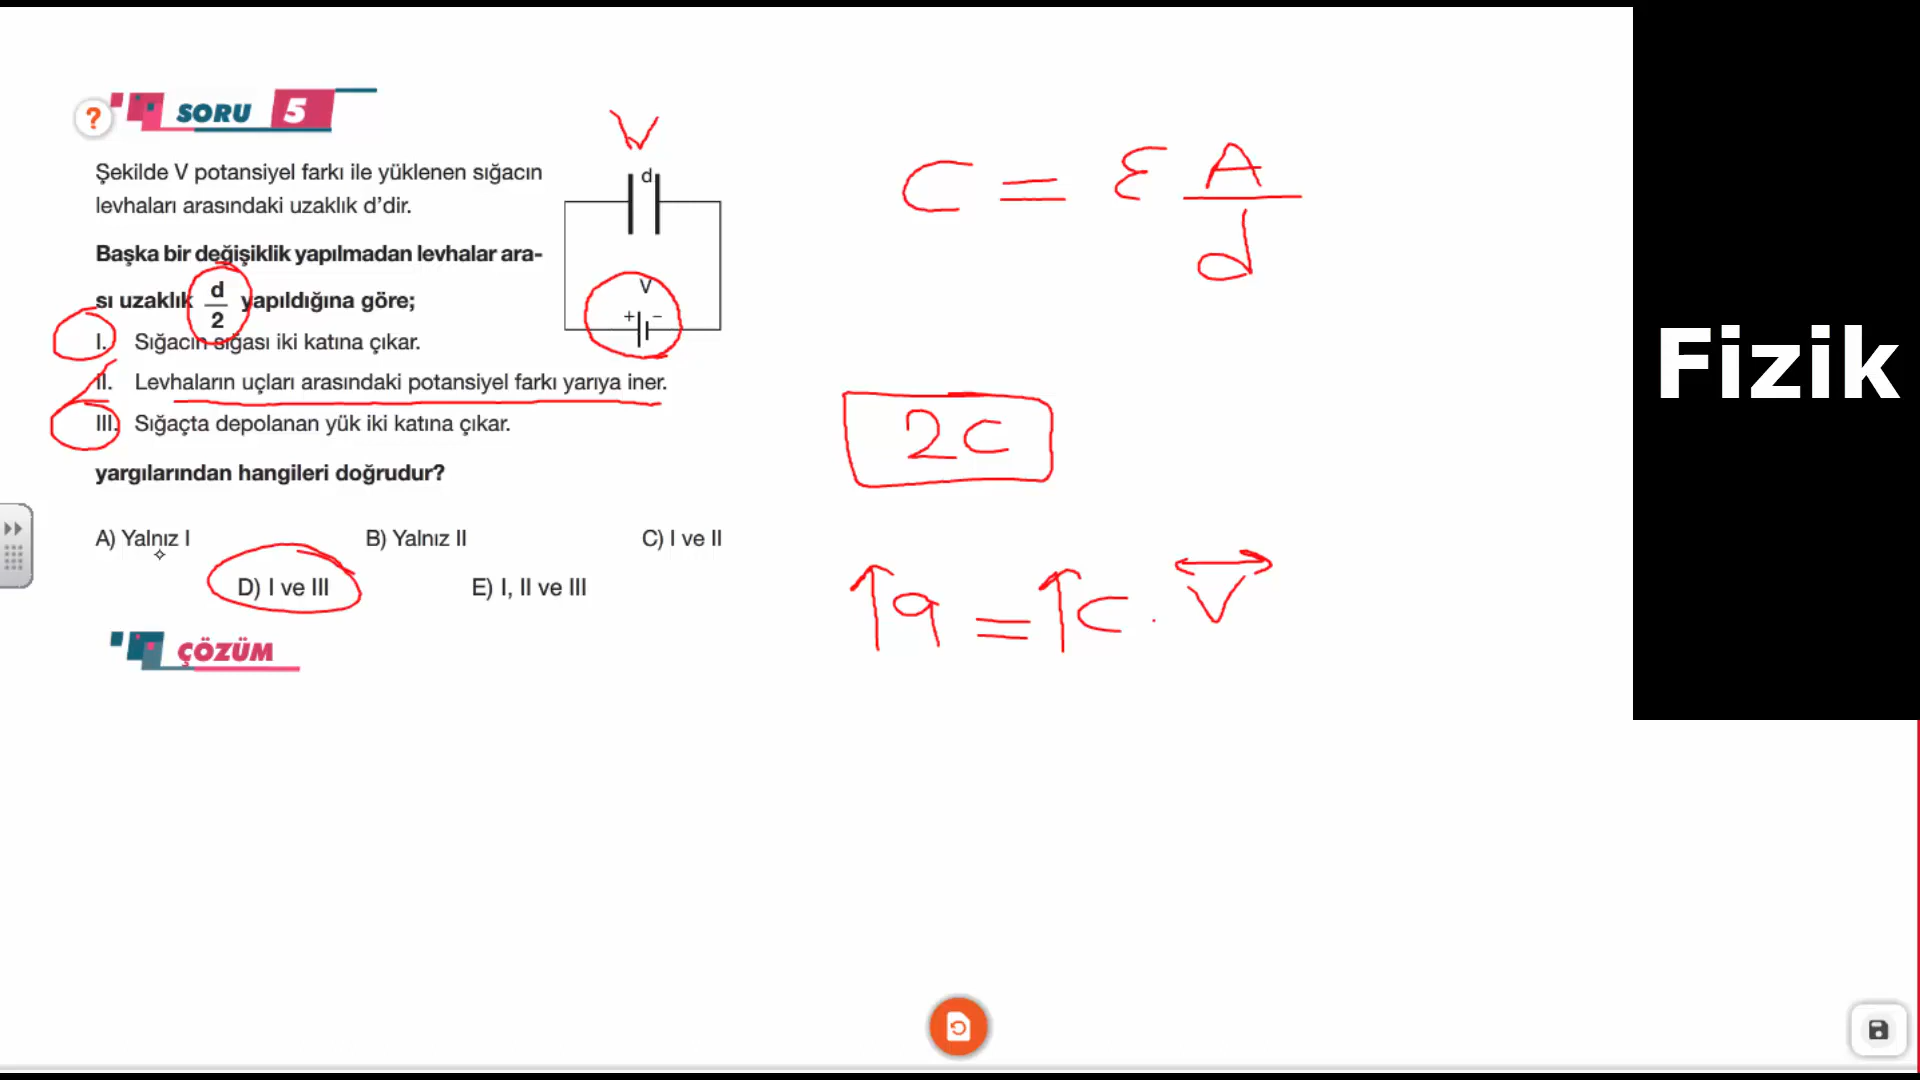 SORU 5
Şekilde V potansiyel farkı ile yüklenen sığacın
levhaları arasındaki uzaklık d'dir.
Başka bir değişiklik yapılmadan levhalar ara-
sı uzaklık d/2 yapıldığına göre;
I. Sığacın sığası iki katına çıkar.
II. Levhaların uçları arasındaki potansiyel farkı yarıya iner.
III. Sığaçta depolanan yük iki katına çıkar.
yargılarından hangileri doğrudur?
A) Yalnız I B) Yalnız II C) I ve II
D) I ve III E) I, II ve III
ÇÖZÜM
V
d
V
+ −
C = ε A/d
2C
↑q = ↑c . V
Fizik